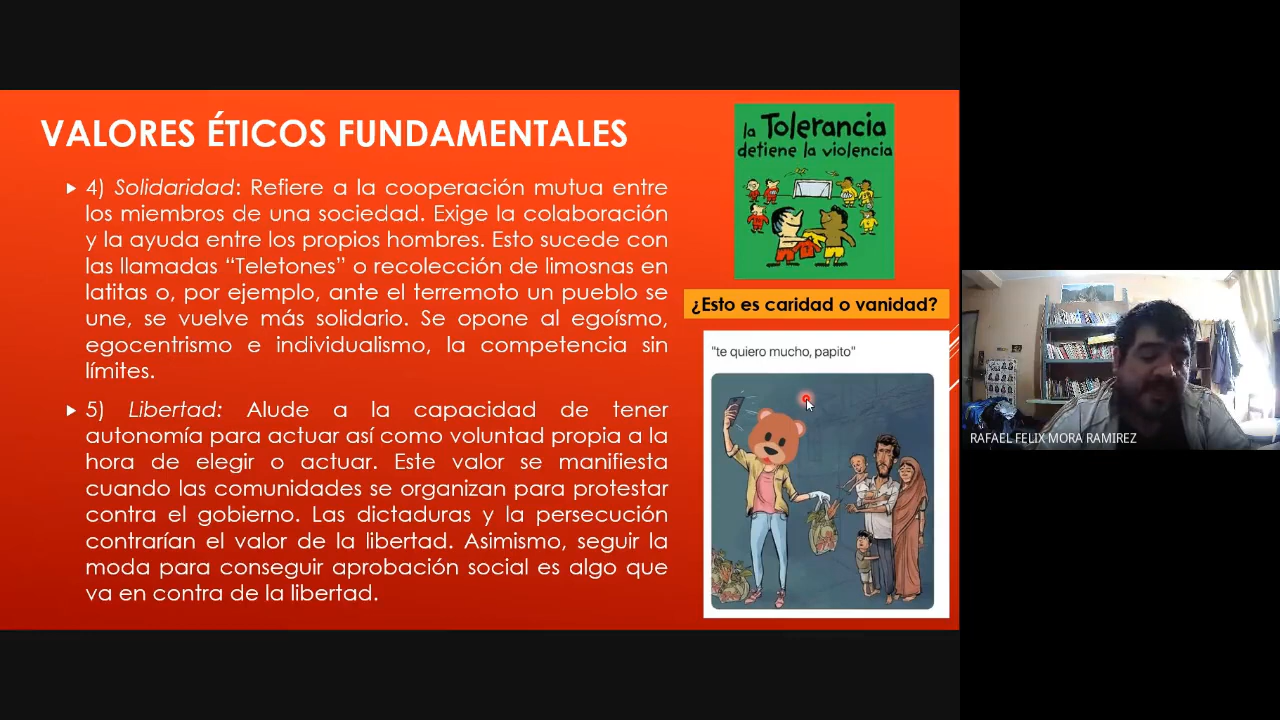 VALORES ÉTICOS FUNDAMENTALES
4) Solidaridad: Refiere a la cooperación mutua entre
los miembros de una sociedad. Exige la colaboración
y la ayuda entre los propios hombres. Esto sucede con
las llamadas “Teletones” o recolección de limosnas en
latitas o, por ejemplo, ante el terremoto un pueblo se
une, se vuelve más solidario. Se opone al egoísmo,
egocentrismo e individualismo, la competencia sin
límites.
5) Libertad: Alude a la capacidad de tener
autonomía para actuar así como voluntad propia a la
hora de elegir o actuar. Este valor se manifiesta
cuando las comunidades se organizan para protestar
contra el gobierno. Las dictaduras y la persecución
contrarían el valor de la libertad. Asimismo, seguir la
moda para conseguir aprobación social es algo que
va en contra de la libertad.
la Tolerancia
detiene la violencia
¿Esto es caridad o vanidad?
"te quiero mucho, papito"
RAFAEL FELIX MORA RAMIREZ